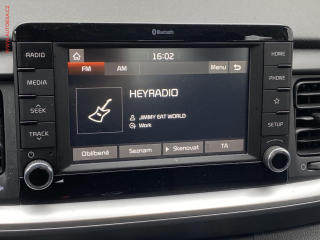 Bluetooth
RADIO
MEDIA
SEEK
TRACK
16:02
FM
AM
Menu
HEYRADIO
JIMMY EAT WORLD
Work
Oblíbené
Seznam
Skenovat
TA
HOME
PHONE
SETUP